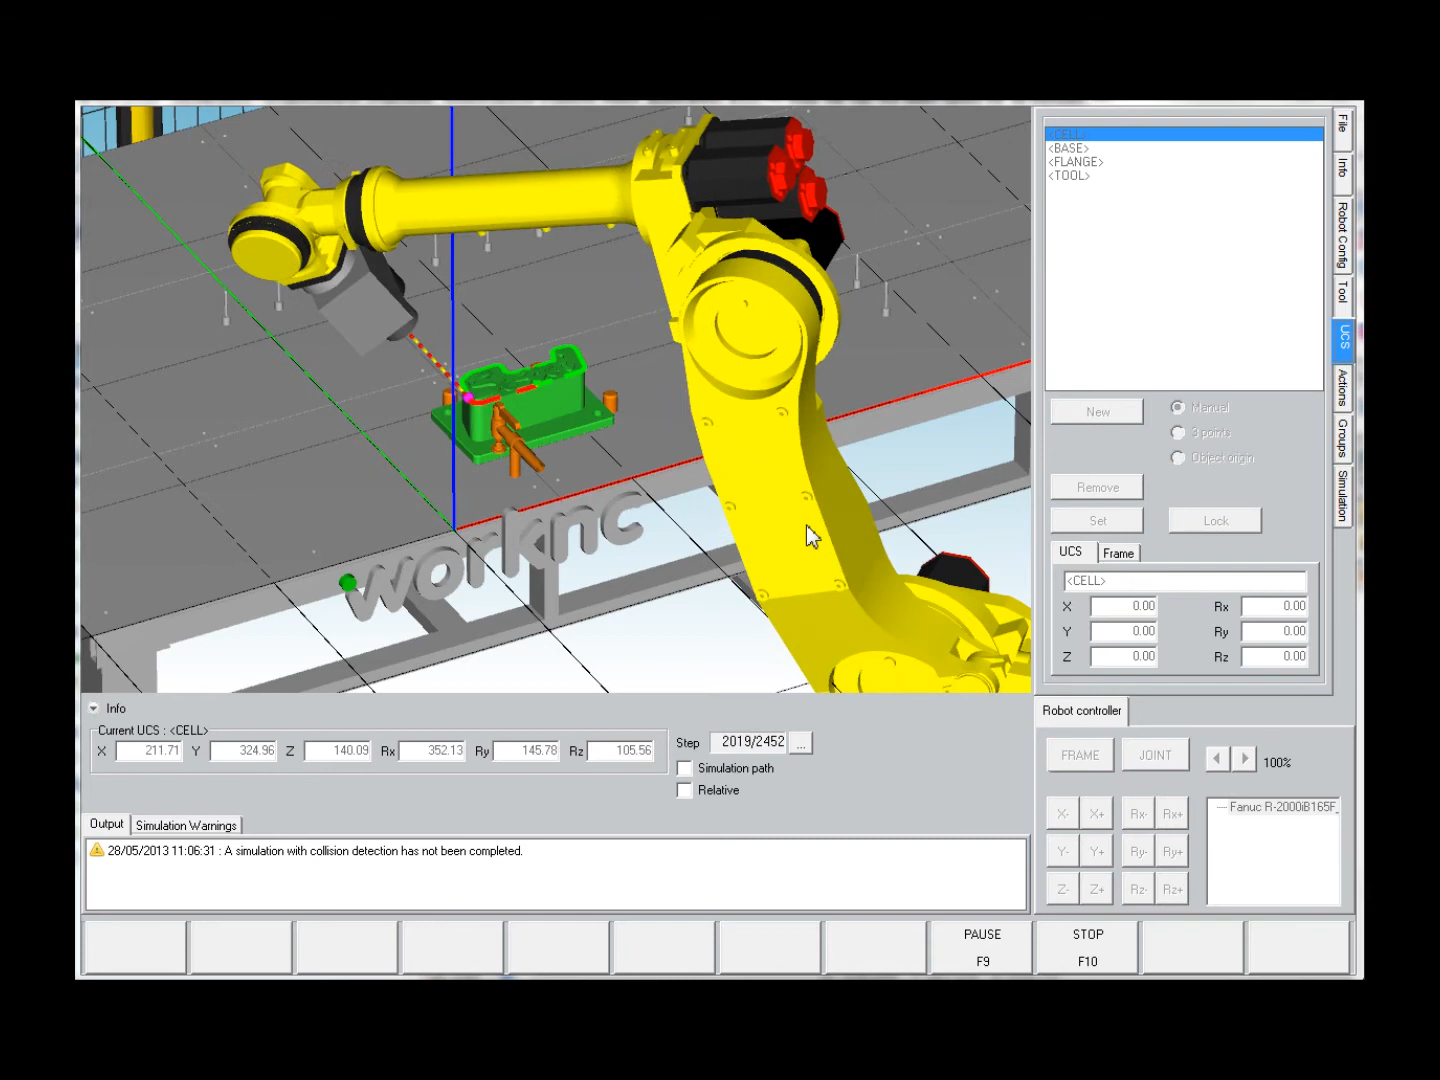 <CELL>
<BASE>
<FLANGE>
<TOOL>
File
Info
Robot Config
Tool
UCS
Actions
Groups
Simulation
New
Manual
3 points
Object origin
Remove
Set
Lock
UCS
Frame
<CELL>
X 0.00 Rx 0.00
Y 0.00 Ry 0.00
Z 0.00 Rz 0.00
worknc
Info
Current UCS : <CELL>
X 211.71 Y 324.96 Z 140.09 Rx 352.13 Ry 145.78 Rz 105.56
Step 2019/2452 ...
Simulation path
Relative
Robot controller
FRAME JOINT 100%
X- X+ Rx- Rx+
Y- Y+ Ry- Ry+
Z- Z+ Rz- Rz+
Fanuc R-2000iB165F_
Output
Simulation Warnings
28/05/2013 11:06:31 : A simulation with collision detection has not been completed.
PAUSE
F9
STOP
F10